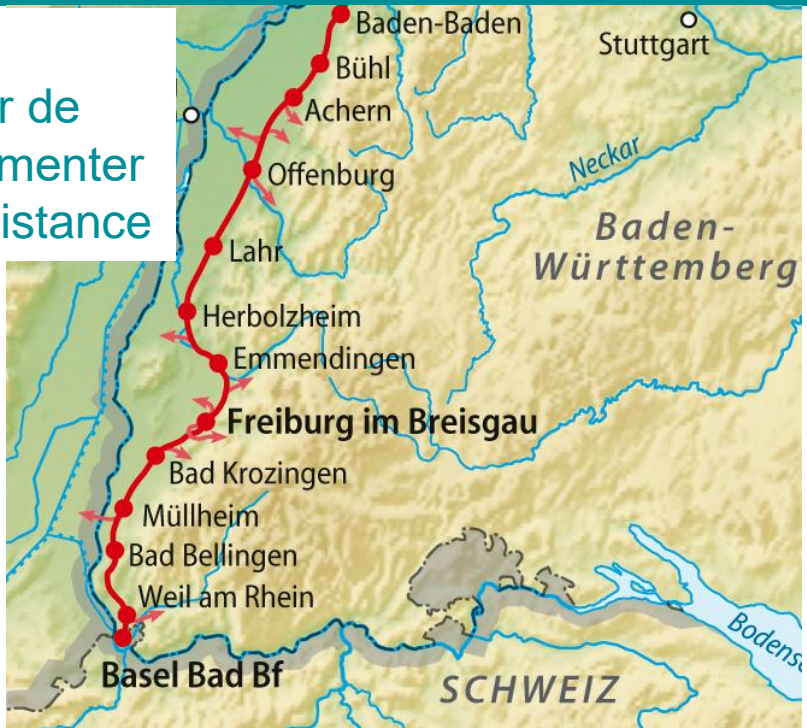 r de
menter
istance
Baden-Baden
Stuttgart
Bühl
Achern
Offenburg
Neckar
Baden-
Württemberg
Lahr
Herbolzheim
Emmendingen
Freiburg im Breisgau
Bad Krozingen
Müllheim
Bad Bellingen
Weil am Rhein
Basel Bad Bf
SCHWEIZ
Bodense